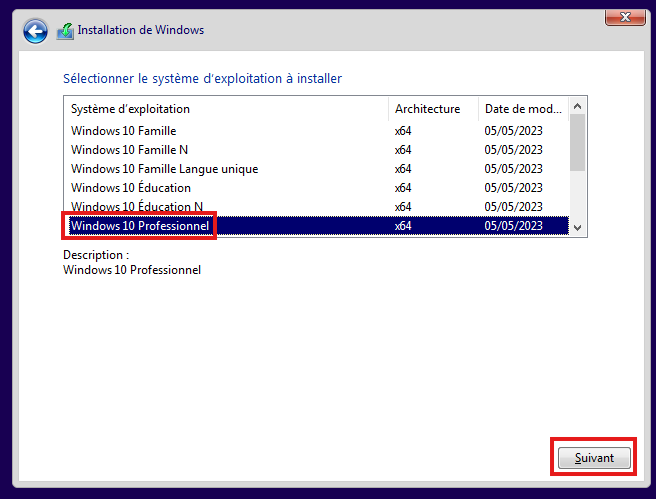 Installation de Windows
Sélectionner le système d'exploitation à installer
Système d'exploitation Architecture Date de mod...
Windows 10 Famille x64 05/05/2023
Windows 10 Famille N x64 05/05/2023
Windows 10 Famille Langue unique x64 05/05/2023
Windows 10 Éducation x64 05/05/2023
Windows 10 Éducation N x64 05/05/2023
Windows 10 Professionnel x64 05/05/2023
Description :
Windows 10 Professionnel
Suivant